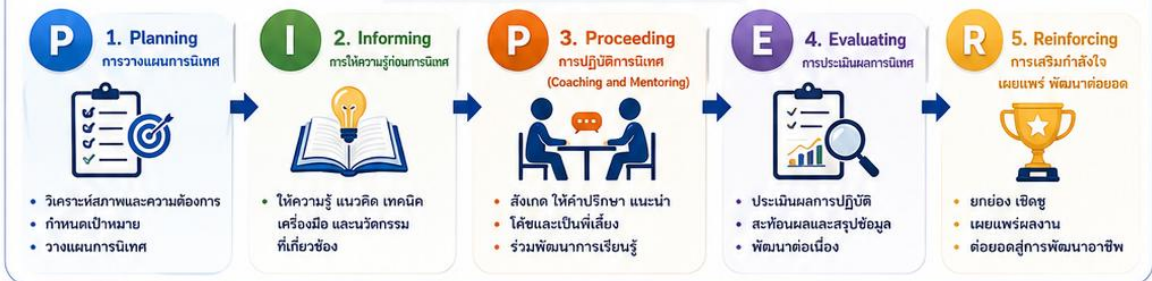 P
1. Planning
การวางแผนการนิเทศ
• วิเคราะห์สภาพและความต้องการ
• กำหนดเป้าหมาย
• วางแผนการนิเทศ
I
2. Informing
การให้ความรู้ก่อนการนิเทศ
• ให้ความรู้ แนวคิด เทคนิค
เครื่องมือ และนวัตกรรม
ที่เกี่ยวข้อง
P
3. Proceeding
การปฏิบัติการนิเทศ
(Coaching and Mentoring)
• สังเกต ให้คำปรึกษา แนะนำ
• โค้ชและเป็นพี่เลี้ยง
• ร่วมพัฒนาการเรียนรู้
E
4. Evaluating
การประเมินผลการนิเทศ
• ประเมินผลการปฏิบัติ
• สะท้อนผลและสรุปข้อมูล
• พัฒนาต่อเนื่อง
R
5. Reinforcing
การเสริมกำลังใจ
เผยแพร่ พัฒนาต่อยอด
• ยกย่อง เชิดชู
• เผยแพร่ผลงาน
• ต่อยอดสู่การพัฒนาอาชีพ